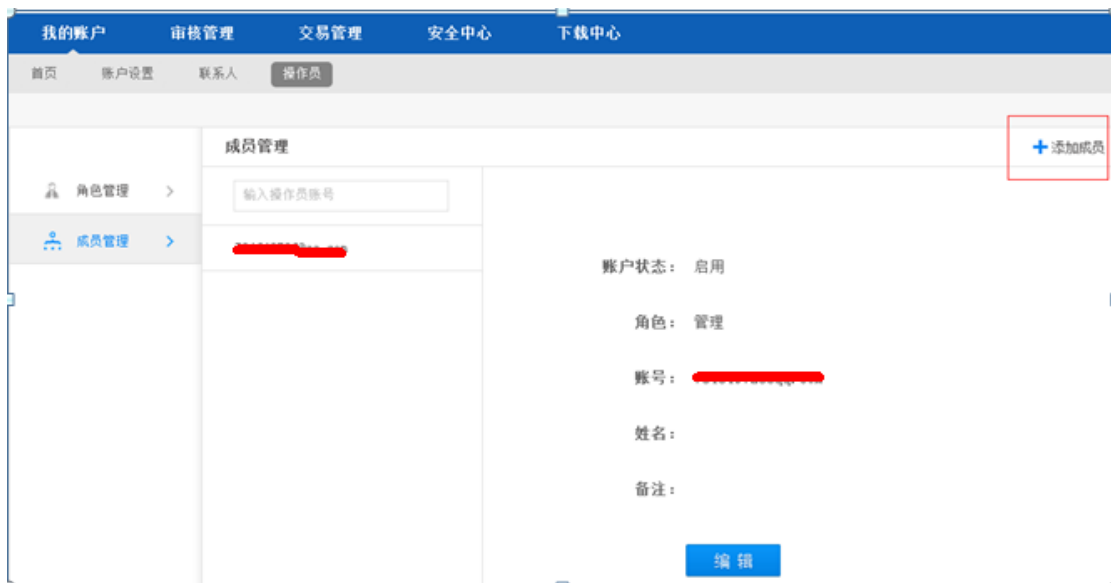 我的账户 审核管理 交易管理 安全中心 下载中心
首页 账户设置 联系人 操作员
成员管理 添加成员
角色管理
输入操作员账号
成员管理
账户状态： 启用
角色： 管理
账号：
姓名：
备注：
编辑